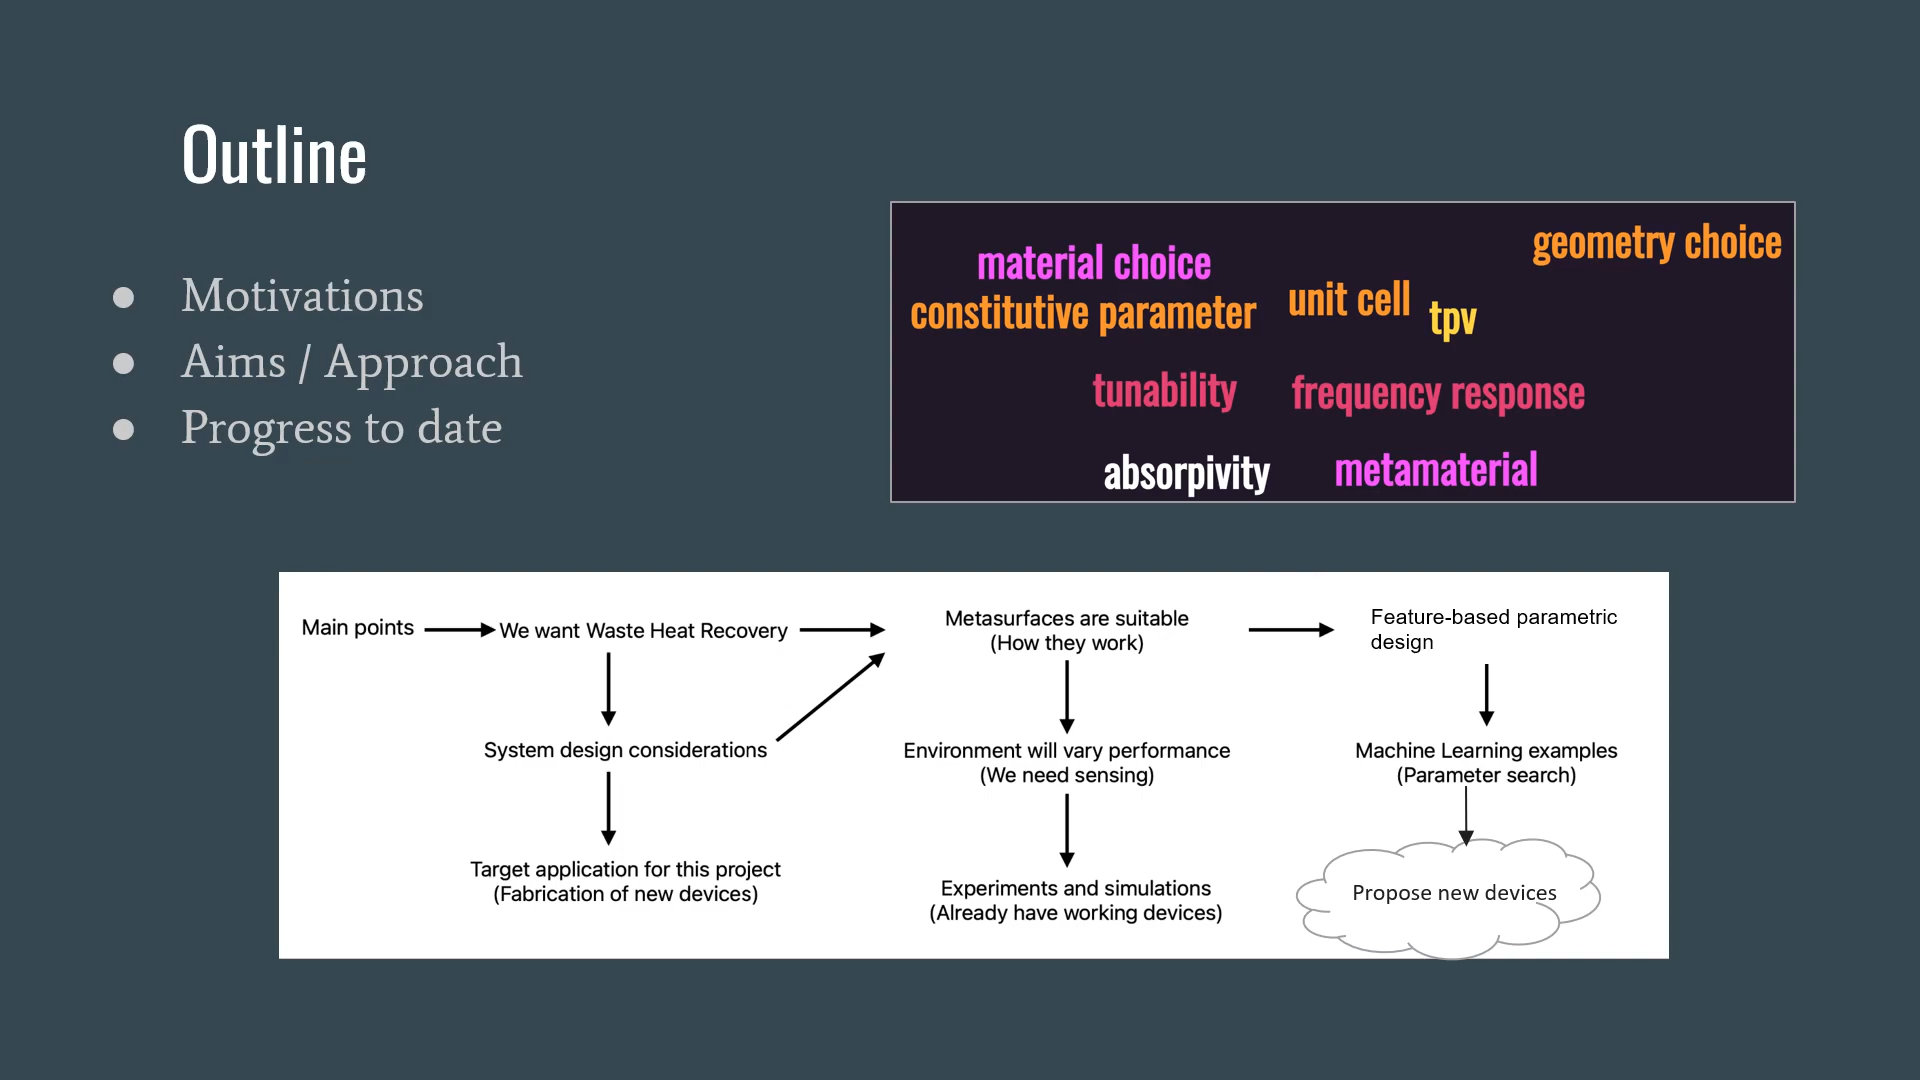 Outline
● Motivations
● Aims / Approach
● Progress to date
geometry choice
material choice
constitutive parameter
unit cell
tpv
tunability
frequency response
absorpivity
metamaterial
Main points
We want Waste Heat Recovery
System design considerations
Target application for this project
(Fabrication of new devices)
Metasurfaces are suitable
(How they work)
Environment will vary performance
(We need sensing)
Experiments and simulations
(Already have working devices)
Feature-based parametric
design
Machine Learning examples
(Parameter search)
Propose new devices